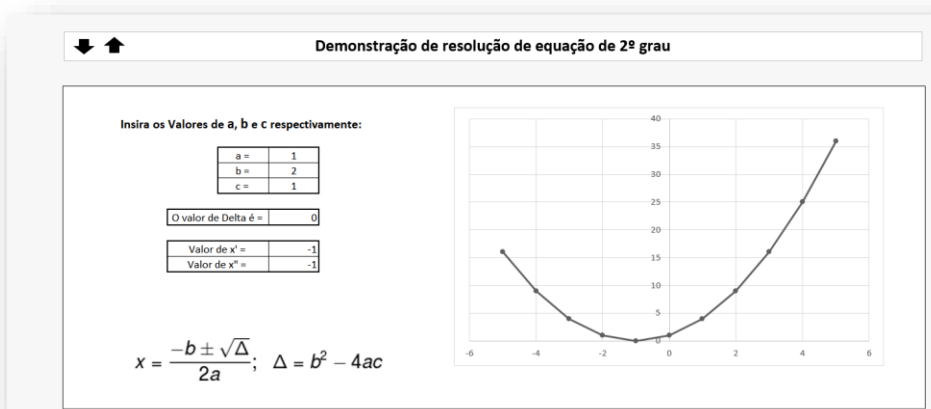 Demonstração de resolução de equação de 2º grau
Insira os Valores de a, b e c respectivamente:
a = 1
b = 2
c = 1
O valor de Delta é = 0
Valor de x' = -1
Valor de x" = -1
x = \frac{-b ± \sqrt{Δ}}{2a}; Δ = b² − 4ac
40
35
30
25
20
15
10
5
0
-6 -4 -2 0 2 4 6